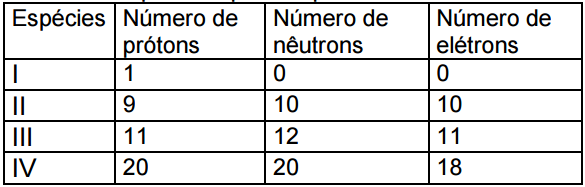 Espécies Número de prótons Número de nêutrons Número de elétrons
I 1 0 0
II 9 10 10
III 11 12 11
IV 20 20 18